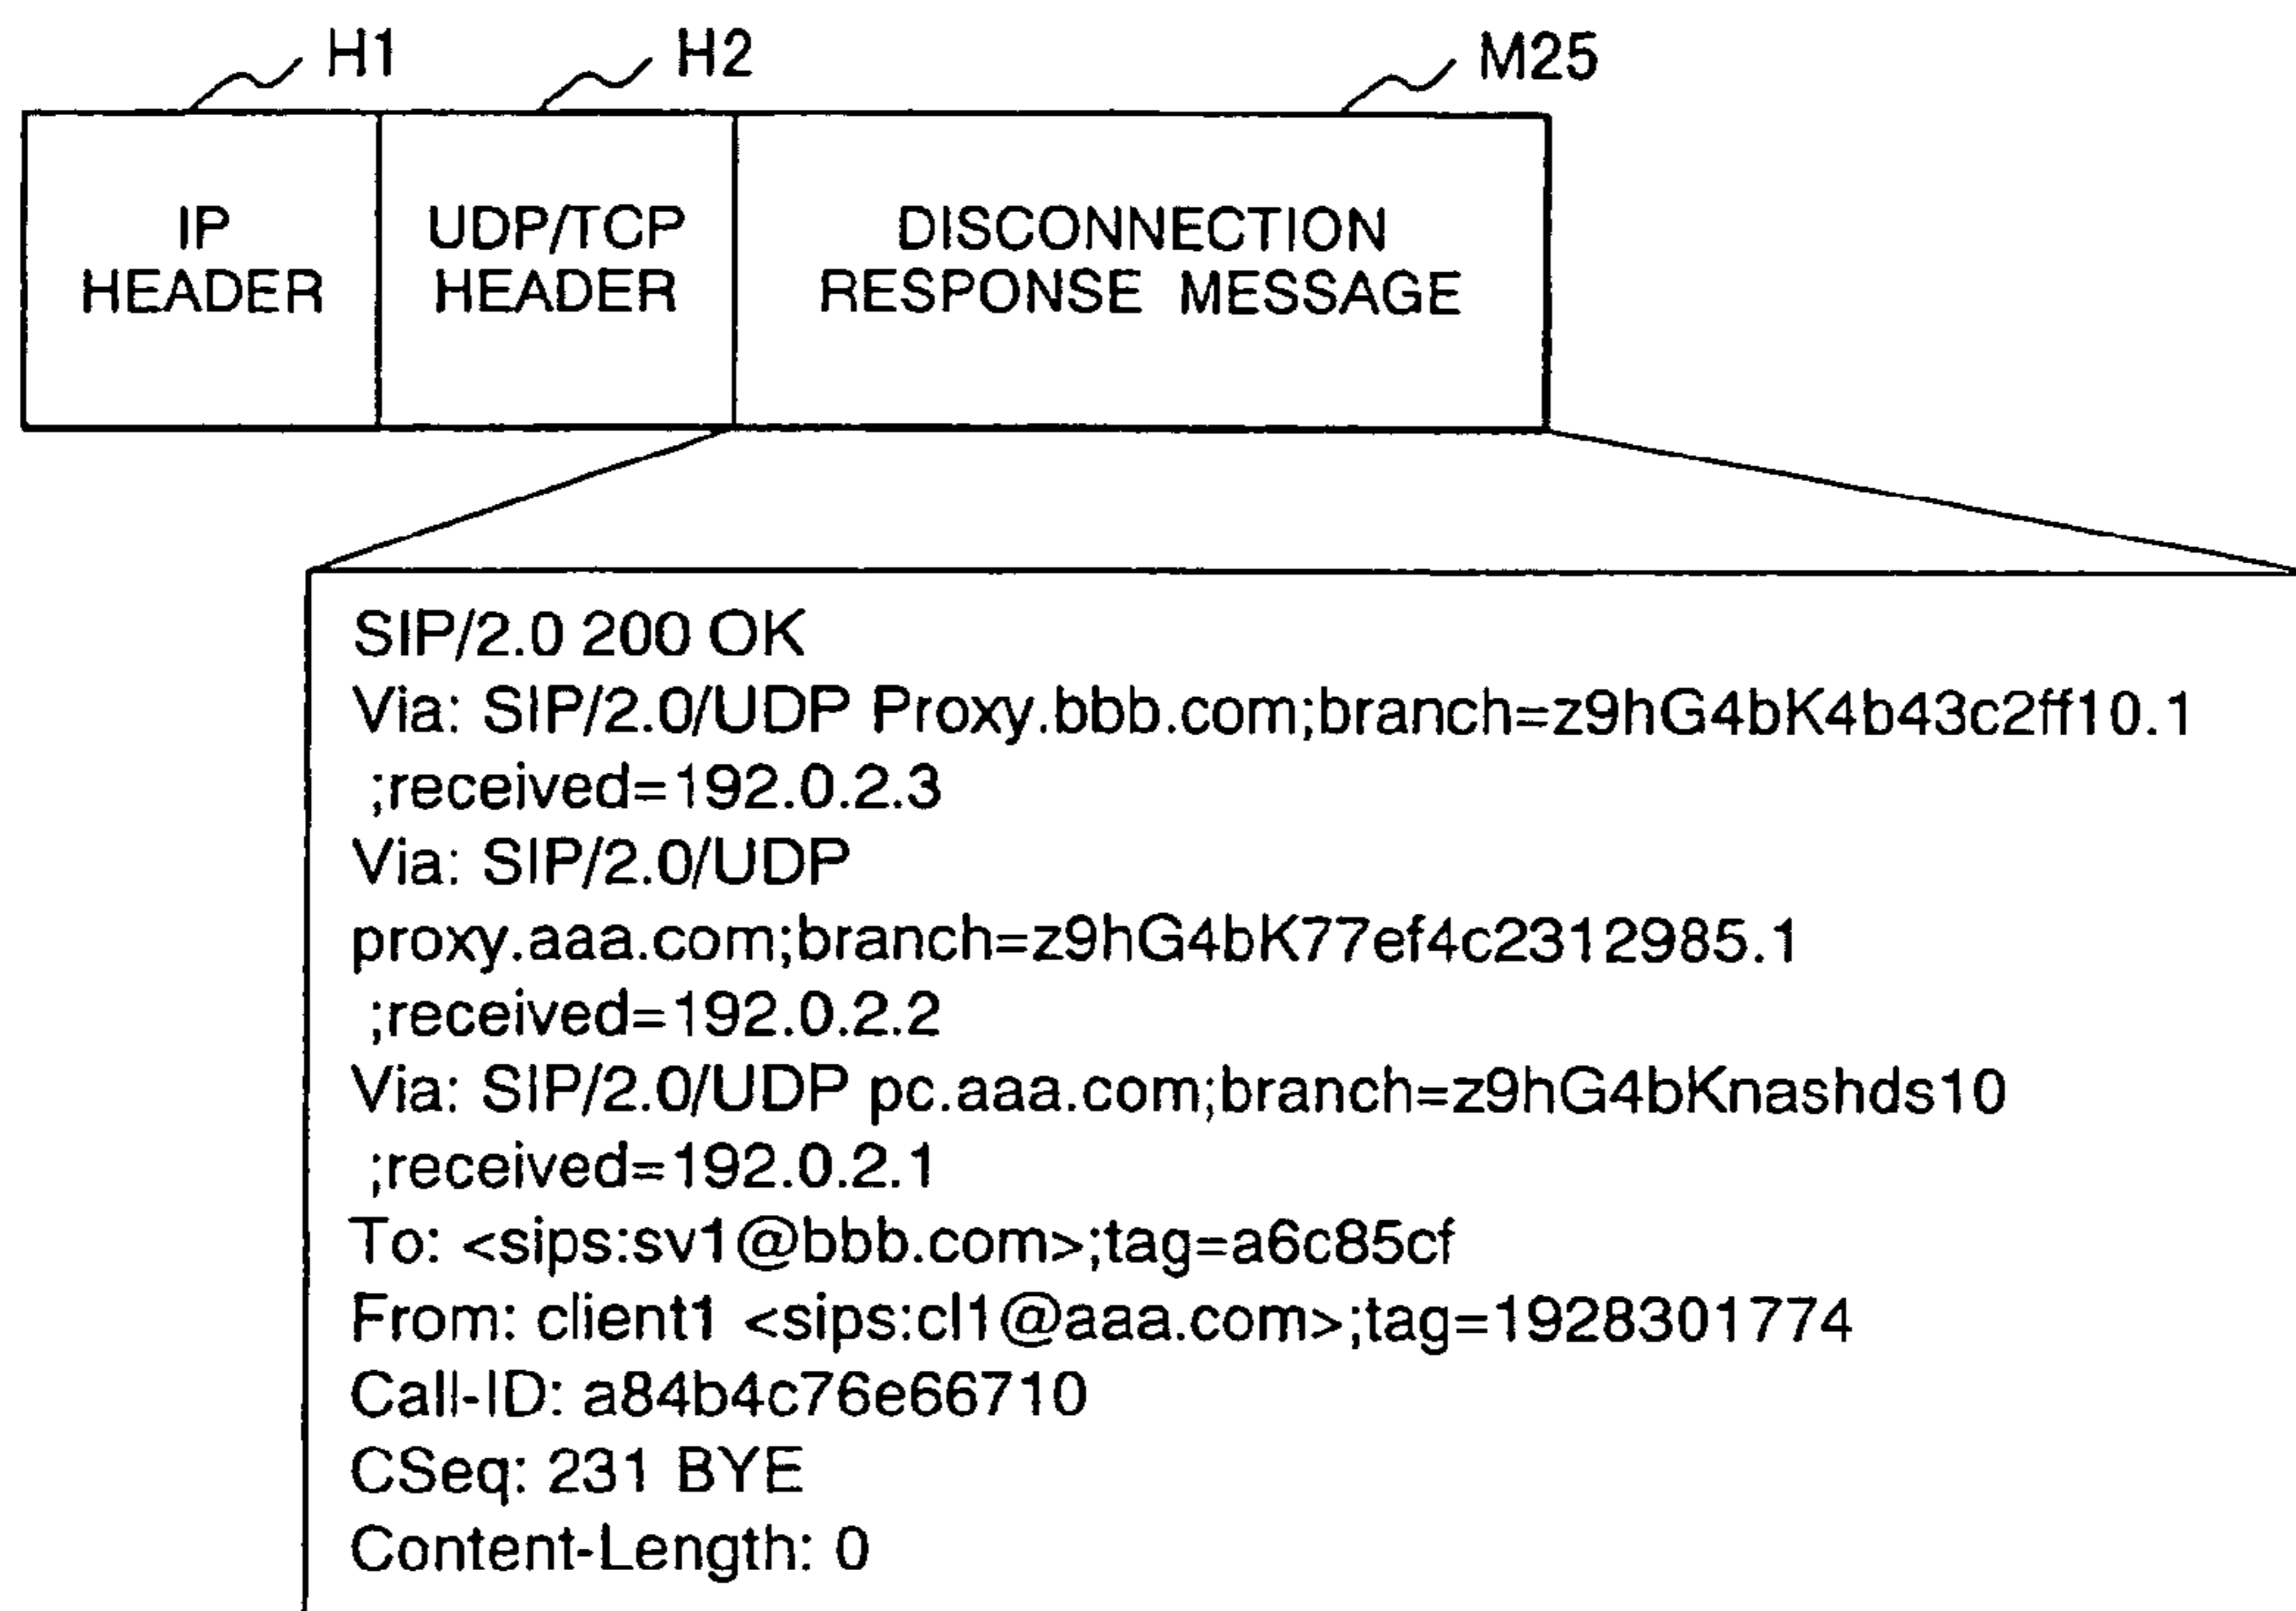 H1 H2 M25
IP HEADER
UDP/TCP HEADER
DISCONNECTION RESPONSE MESSAGE
SIP/2.0 200 OK
Via: SIP/2.0/UDP Proxy.bbb.com;branch=z9hG4bK4b43c2ff10.1
;received=192.0.2.3
Via: SIP/2.0/UDP
proxy.aaa.com;branch=z9hG4bK77ef4c2312985.1
;received=192.0.2.2
Via: SIP/2.0/UDP pc.aaa.com;branch=z9hG4bKnashds10
;received=192.0.2.1
To: <sips:sv1@bbb.com>;tag=a6c85cf
From: client1 <sips:cl1@aaa.com>;tag=1928301774
Call-ID: a84b4c76e66710
CSeq: 231 BYE
Content-Length: 0